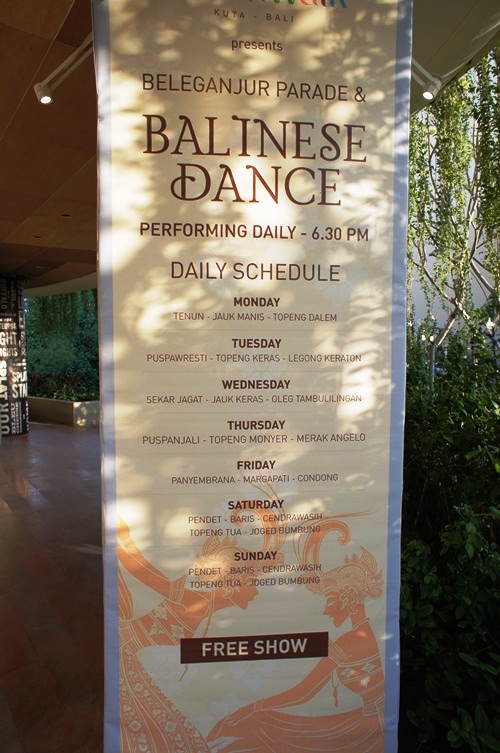 KUTA - BALI
presents
BELEGANJUR PARADE &
BALINESE
DANCE
PERFORMING DAILY - 6.30 PM
DAILY SCHEDULE
MONDAY
TENUN - JAUK MANIS - TOPENG DALEM
TUESDAY
PUSPAWRESTI - TOPENG KERAS - LEGONG KERATON
WEDNESDAY
SEKAR JAGAT - JAUK KERAS - OLEG TAMBULILINGAN
THURSDAY
PUSPANJALI - TOPENG MONYER - MERAK ANGELO
FRIDAY
PANYEMBRANA - MARGAPATI - CONDONG
SATURDAY
PENDET - BARIS - CENDRAWASIH
TOPENG TUA - JOGED BUMBUNG
SUNDAY
PENDET - BARIS - CENDRAWASIH
TOPENG TUA - JOGED BUMBUNG
FREE SHOW